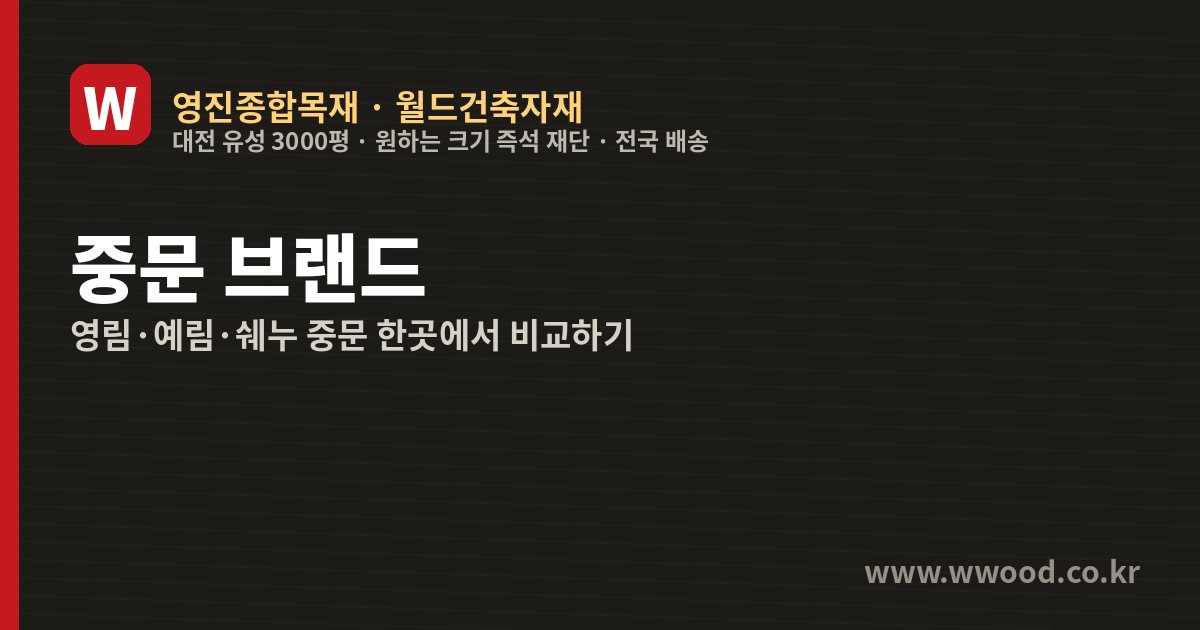 W
영진종합목재 · 월드건축자재
대전 유성 3000평 · 원하는 크기 즉석 재단 · 전국 배송
중문 브랜드
영림·예림·쉐누 중문 한곳에서 비교하기
www.wwood.co.kr